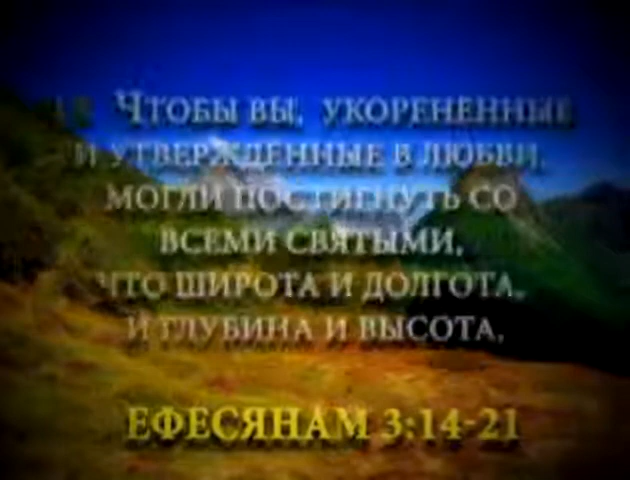 18 Чтобы вы, укорененные
и утвержденные в любви,
могли постигнуть со
всеми святыми,
что широта и долгота,
и глубина и высота,
ЕФЕСЯНАМ 3:14-21